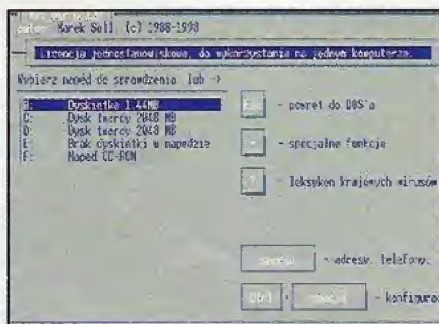 autor Marek Sell (c) 1988-1998
Licencja jednostanowiskowa, do wykorzystania na jednym komputerze.
Wybierz napęd do sprawdzenia lub ->
A: Dyskietka 1.44MB
C: Dysk twardy 2048 MB
D: Dysk twardy 2048 MB
E: Brak dyskietki w napędzie
F: Napęd CD-ROM
- powrót do DOS'a
- specjalne funkcje
? - leksykon krajowych wirusów
- adresy, telefony,
Ctrl + - konfigurac